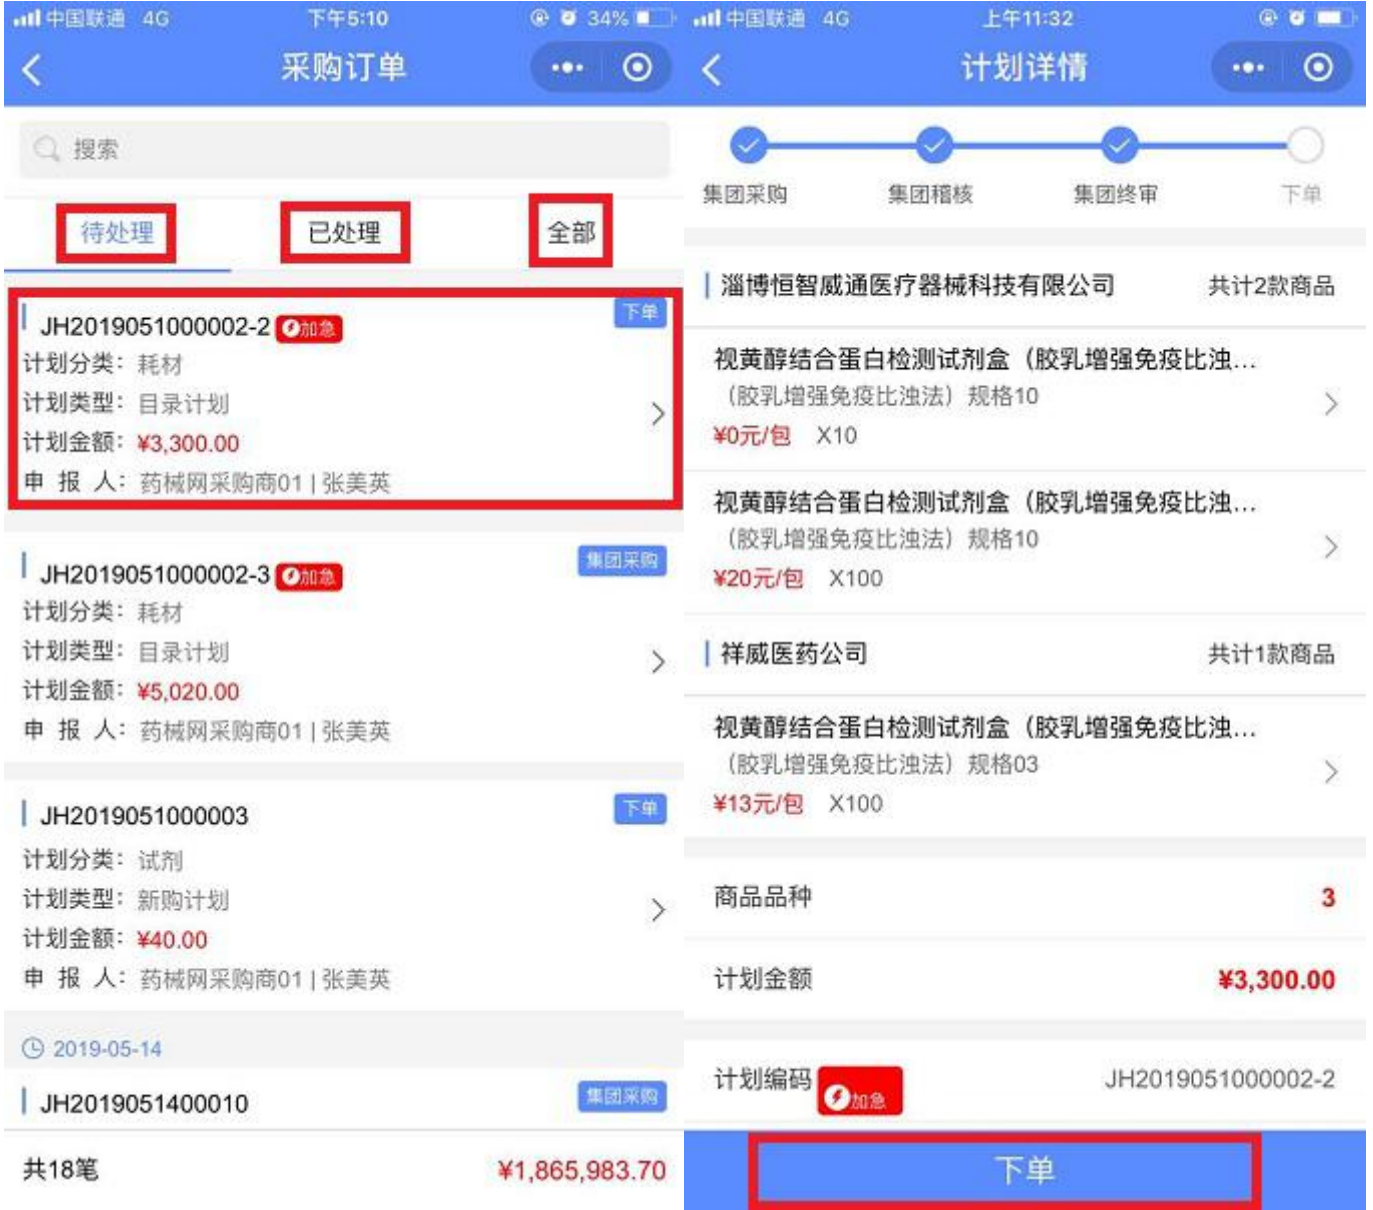 中国联通 4G 下午5:10 34%
采购订单
搜索
待处理 已处理 全部
JH2019051000002-2 加急 下单
计划分类：耗材
计划类型：目录计划
计划金额：¥3,300.00
申 报 人：药械网采购商01 | 张美英
JH2019051000002-3 加急 集团采购
计划分类：耗材
计划类型：目录计划
计划金额：¥5,020.00
申 报 人：药械网采购商01 | 张美英
JH2019051000003 下单
计划分类：试剂
计划类型：新购计划
计划金额：¥40.00
申 报 人：药械网采购商01 | 张美英
2019-05-14
JH2019051400010 集团采购
共18笔 ¥1,865,983.70
中国联通 4G 上午11:32
计划详情
集团采购 集团稽核 集团终审 下单
淄博恒智威通医疗器械科技有限公司 共计2款商品
视黄醇结合蛋白检测试剂盒（胶乳增强免疫比浊...
（胶乳增强免疫比浊法）规格10
¥0元/包 X10
视黄醇结合蛋白检测试剂盒（胶乳增强免疫比浊...
（胶乳增强免疫比浊法）规格10
¥20元/包 X100
祥威医药公司 共计1款商品
视黄醇结合蛋白检测试剂盒（胶乳增强免疫比浊...
（胶乳增强免疫比浊法）规格03
¥13元/包 X100
商品品种 3
计划金额 ¥3,300.00
计划编码 加急 JH2019051000002-2
下单